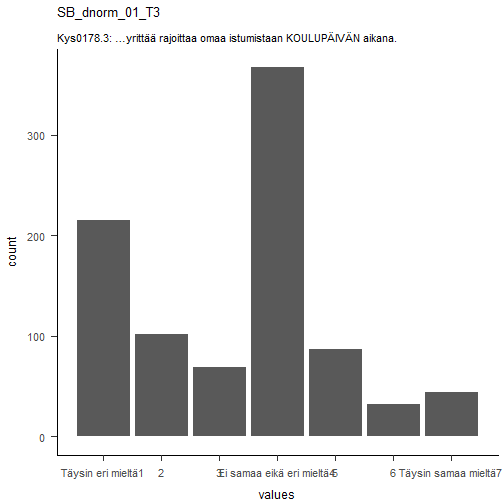 SB_dnorm_01_T3
Kys0178.3: …yrittää rajoittaa omaa istumistaan KOULUPÄIVÄN aikana.
300
200
100
0
count
Täysin eri mieltä1 2 3 Ei samaa eikä eri mieltä4 5 6 Täysin samaa mieltä7
values